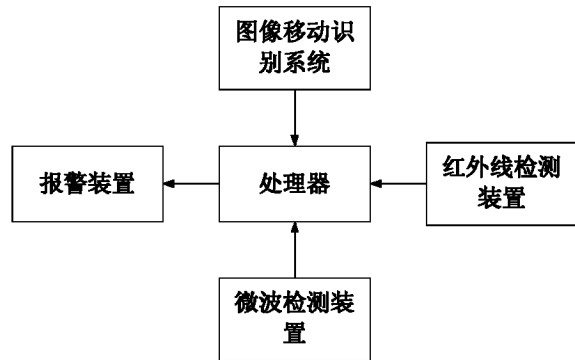 图像移动识
别系统
报警装置
处理器
红外线检测
装置
微波检测装
置